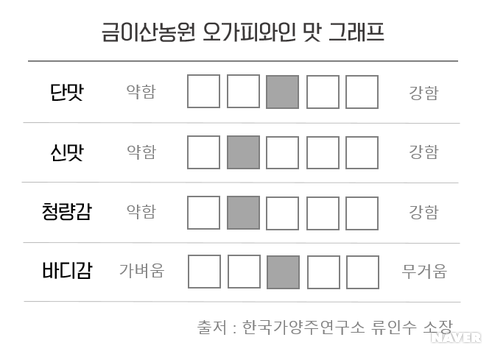 금이산농원 오가피와인 맛 그래프
단맛 약함 강함
신맛 약함 강함
청량감 약함 강함
바디감 가벼움 무거움
출저 : 한국가양주연구소 류인수 소장
NAVER